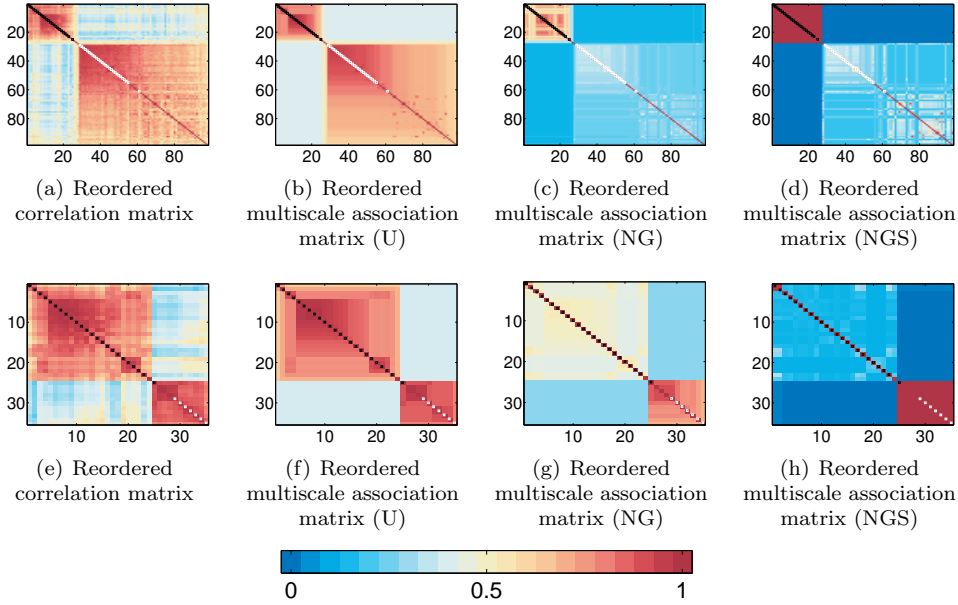 20
40
60
80
20 40 60 80
20
40
60
80
20 40 60 80
20
40
60
80
20 40 60 80
20
40
60
80
20 40 60 80
(a) Reordered
correlation matrix
(b) Reordered
multiscale association
matrix (U)
(c) Reordered
multiscale association
matrix (NG)
(d) Reordered
multiscale association
matrix (NGS)
10
20
30
10 20 30
10
20
30
10 20 30
10
20
30
10 20 30
10
20
30
10 20 30
(e) Reordered
correlation matrix
(f) Reordered
multiscale association
matrix (U)
(g) Reordered
multiscale association
matrix (NG)
(h) Reordered
multiscale association
matrix (NGS)
0 0.5 1